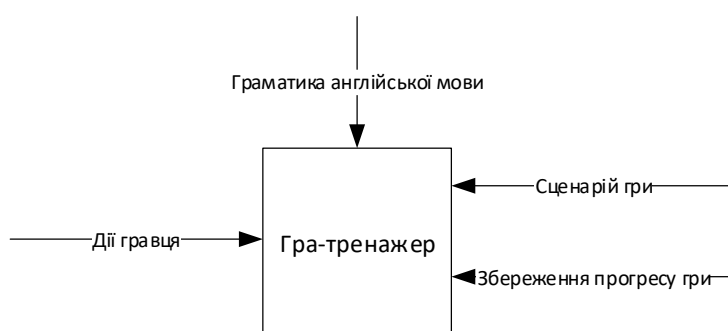 Граматика англійської мови
Сценарій гри
Дії гравця
Гра-тренажер
Збереження прогресу гри